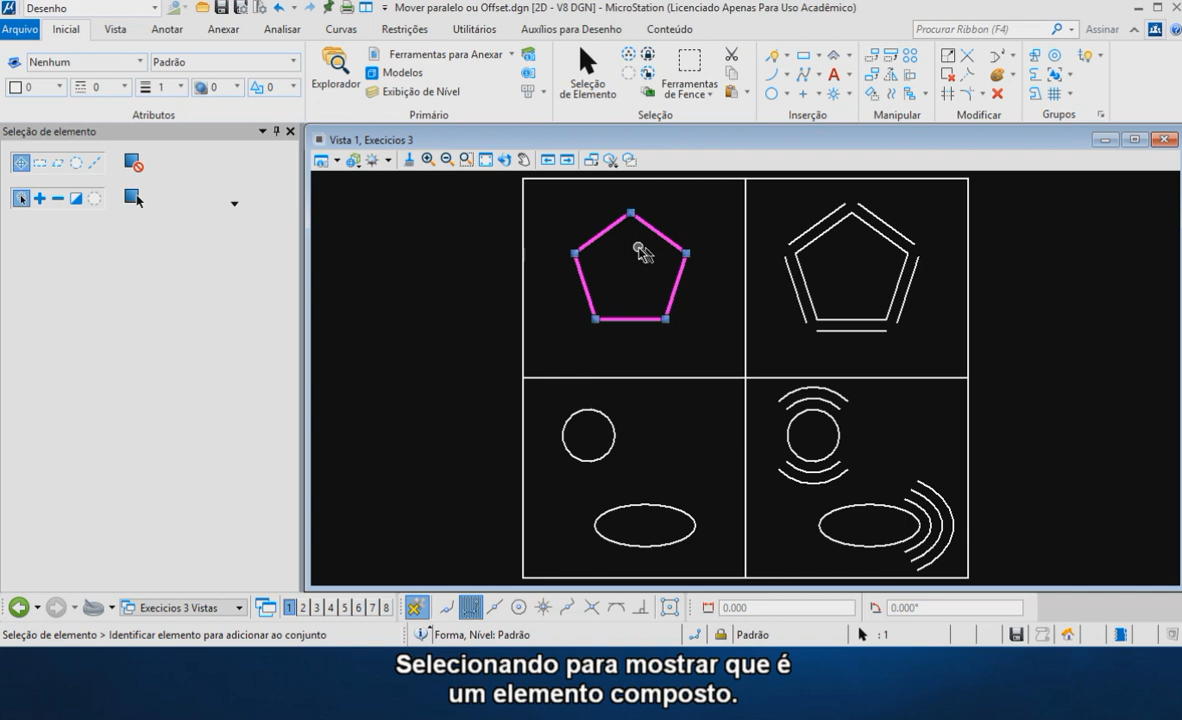 Desenho
Mover paralelo ou Offset.dgn [2D - V8 DGN] - MicroStation (Licenciado Apenas Para Uso Acadêmico)
Arquivo Inicial Vista Anotar Anexar Analisar Curvas Restrições Utilitários Auxílios para Desenho Conteúdo
Procurar Ribbon (F4)
Assinar
Nenhum
Padrão
0 0 1 0 0
Atributos
Explorador
Ferramentas para Anexar
Modelos
Exibição de Nível
Primário
Seleção de Elemento
Ferramentas de Fence
Seleção
Inserção
Manipular
Modificar
Grupos
Seleção de elemento
Vista 1, Execicios 3
Execicios 3 Vistas
1 2 3 4 5 6 7 8
0.000
0.000°
Seleção de elemento > Identificar elemento para adicionar ao conjunto
Forma, Nível: Padrão
Padrão
: 1
Selecionando para mostrar que é
um elemento composto.